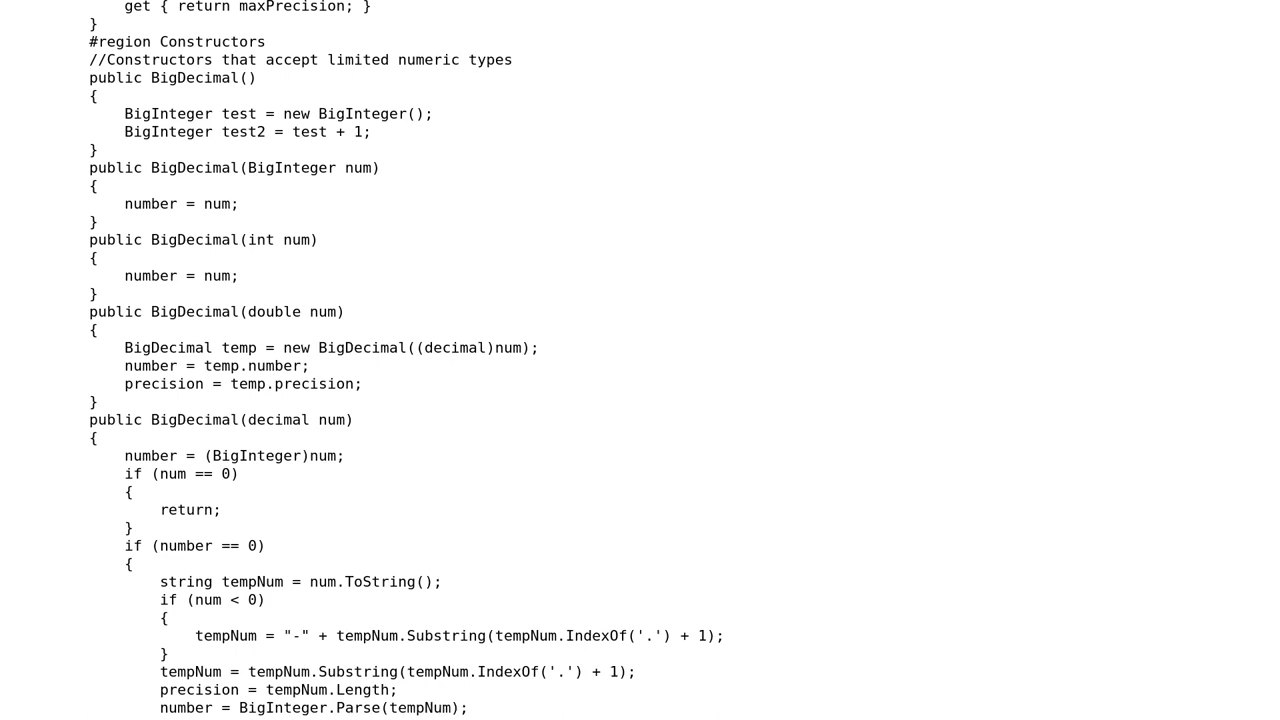 get { return maxPrecision; }
}
#region Constructors
//Constructors that accept limited numeric types
public BigDecimal()
{
BigInteger test = new BigInteger();
BigInteger test2 = test + 1;
}
public BigDecimal(BigInteger num)
{
number = num;
}
public BigDecimal(int num)
{
number = num;
}
public BigDecimal(double num)
{
BigDecimal temp = new BigDecimal((decimal)num);
number = temp.number;
precision = temp.precision;
}
public BigDecimal(decimal num)
{
number = (BigInteger)num;
if (num == 0)
{
return;
}
if (number == 0)
{
string tempNum = num.ToString();
if (num < 0)
{
tempNum = "-" + tempNum.Substring(tempNum.IndexOf('.') + 1);
}
tempNum = tempNum.Substring(tempNum.IndexOf('.') + 1);
precision = tempNum.Length;
number = BigInteger.Parse(tempNum);